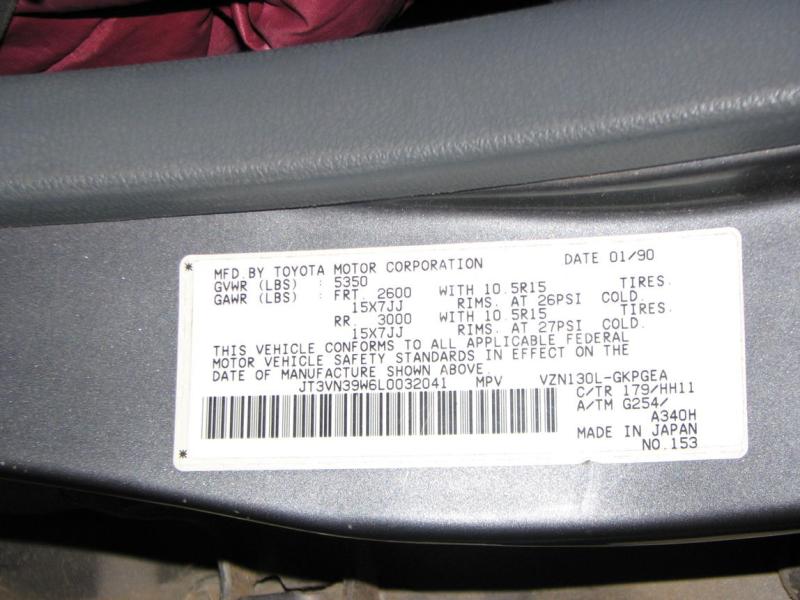 MFD.BY TOYOTA MOTOR CORPORATION DATE 01/90
GVWR (LBS) : 5350
GAWR (LBS) : FRT. 2600 WITH 10.5R15 TIRES.
15X7JJ RIMS. AT 26PSI COLD.
RR. 3000 WITH 10.5R15 TIRES.
15X7JJ RIMS. AT 27PSI COLD.
THIS VEHICLE CONFORMS TO ALL APPLICABLE FEDERAL
MOTOR VEHICLE SAFETY STANDARDS IN EFFECT ON THE
DATE OF MANUFACTURE SHOWN ABOVE.
JT3VN39W6L0032041 MPV VZN130L-GKPGEA
C/TR 179/HH11
A/TM G254/
A340H
MADE IN JAPAN
NO.153